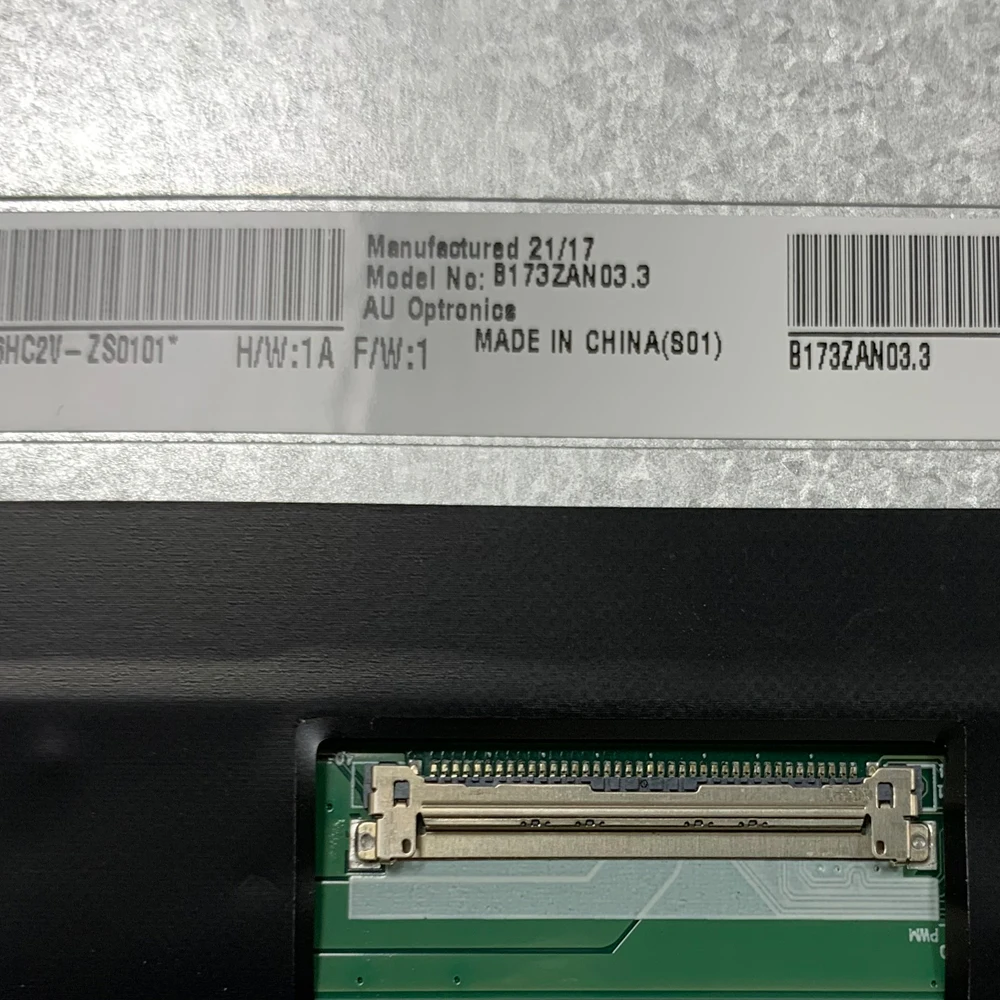 Manufactured 21/17
Model No: B173ZAN03.3
AU Optronics
MADE IN CHINA(S01)
6HC2V-ZS0101* H/W:1A F/W:1
B173ZAN03.3
PWM